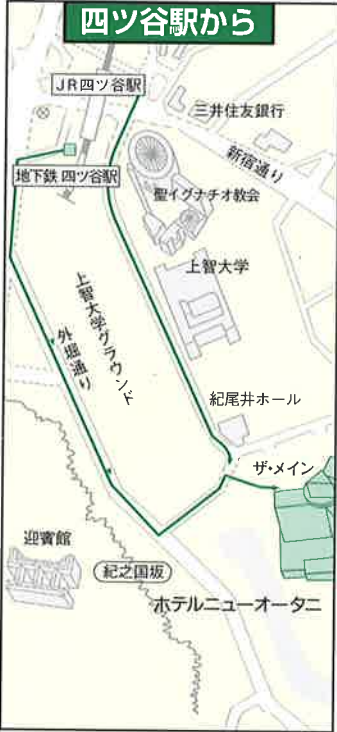 四ツ谷駅から
JR四ツ谷駅
三井住友銀行
新宿通り
地下鉄 四ツ谷駅
聖イグナチオ教会
上智大学
上智大学グラウンド
外堀通り
紀尾井ホール
ザ・メイン
迎賓館
紀之国坂
ホテルニューオータニ